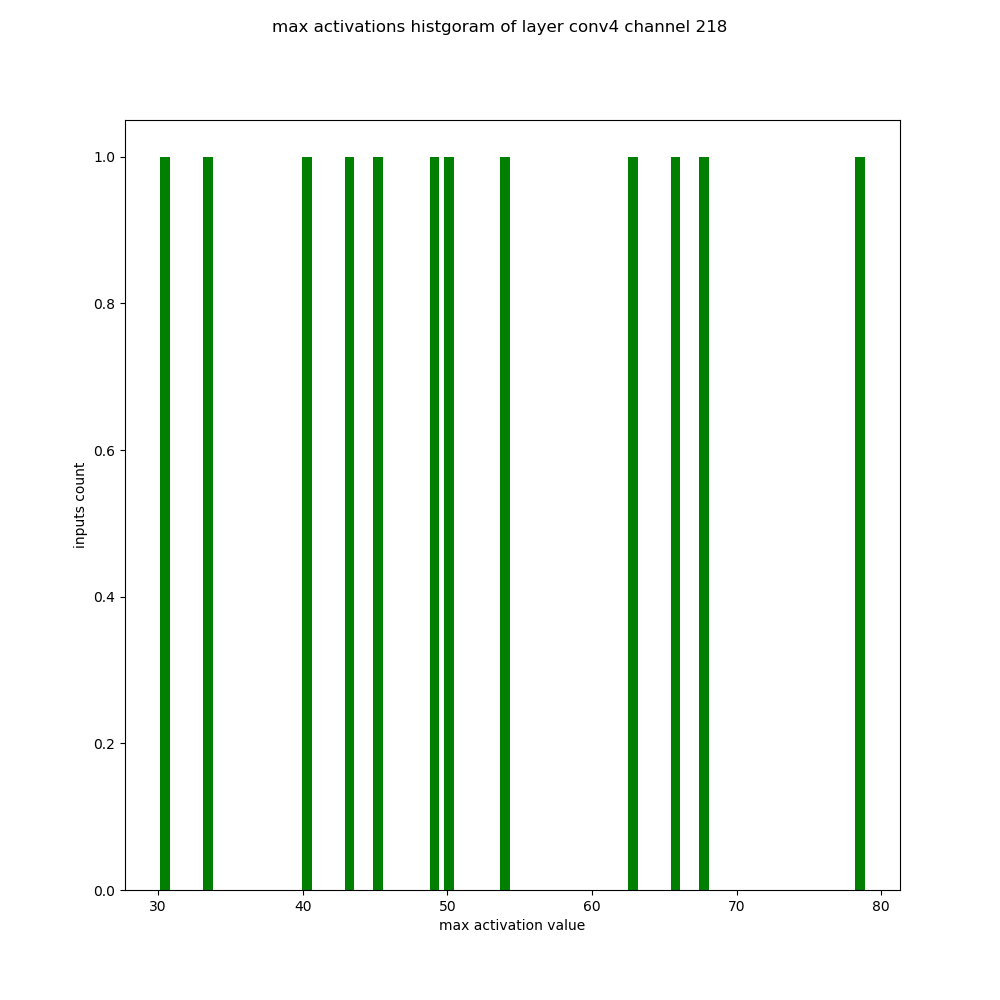 max activations histgoram of layer conv4 channel 218
1.0
0.8
0.6
0.4
0.2
0.0
inputs count
30 40 50 60 70 80
max activation value